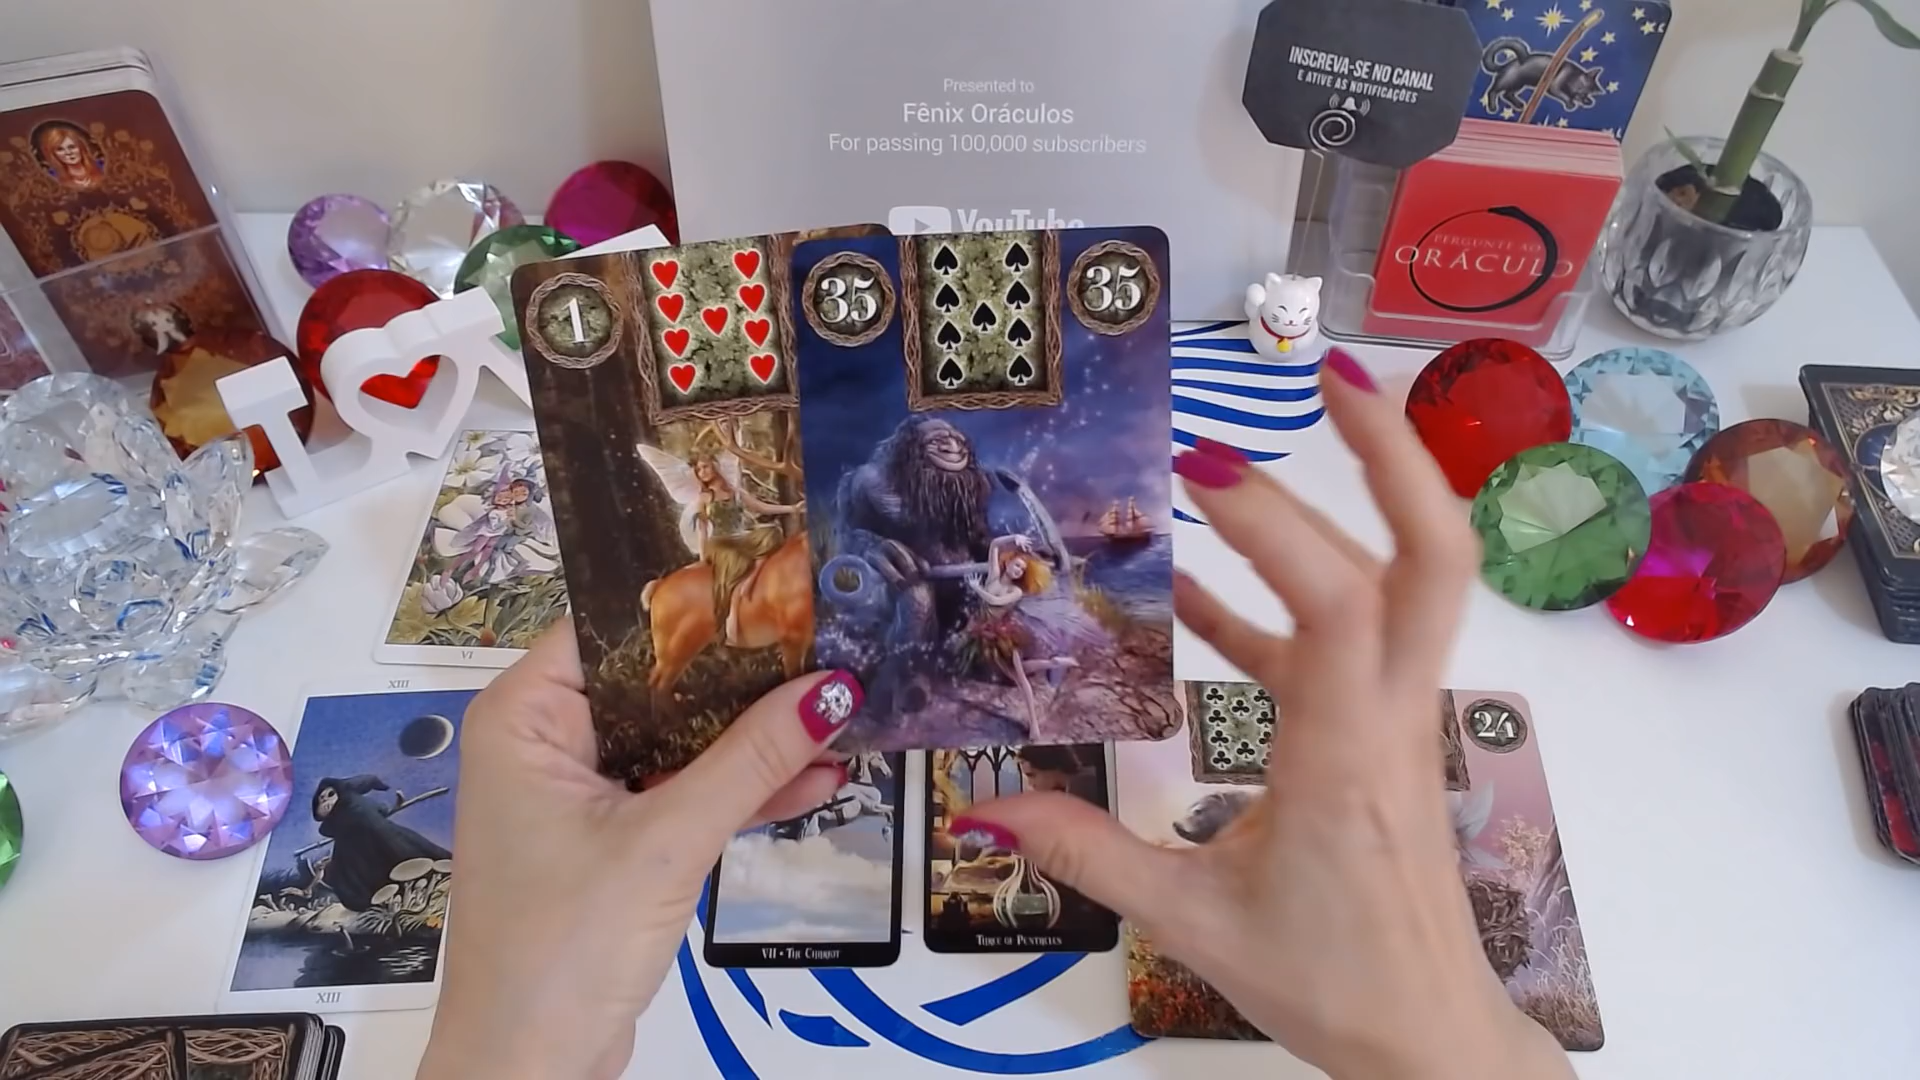 Presented to
Fênix Oráculos
For passing 100,000 subscribers
YouTube
INSCREVA-SE NO CANAL
E ATIVE AS NOTIFICAÇÕES
PERGUNTE AO
ORÁCULO
1
35
35
VI
XIII
24
XIII
VII • THE CHARIOT
THREE OF PENTACLES